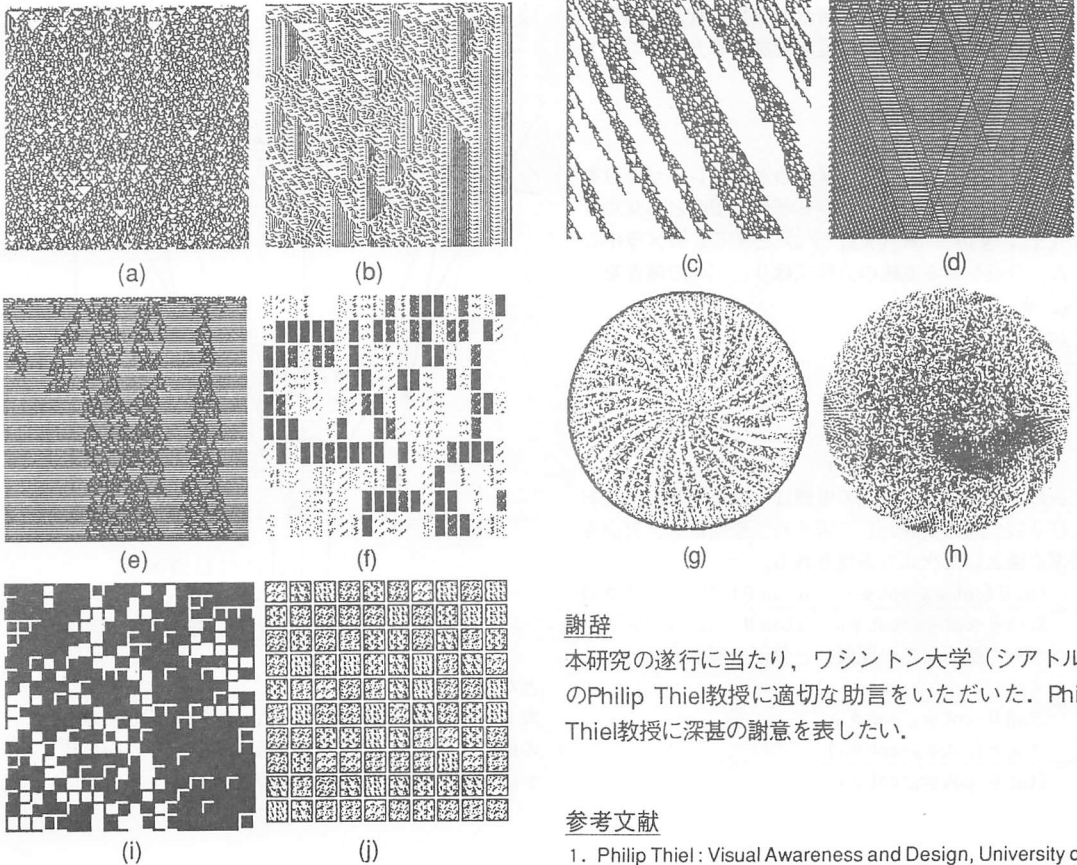 (a)
(b)
(c)
(d)
(e)
(f)
(g)
(h)
(i)
(j)
謝辞
本研究の遂行に当たり，ワシントン大学（シアトル
のPhilip Thiel教授に適切な助言をいただいた．Phi
Thiel教授に深甚の謝意を表したい．
参考文献
1. Philip Thiel : Visual Awareness and Design, University o